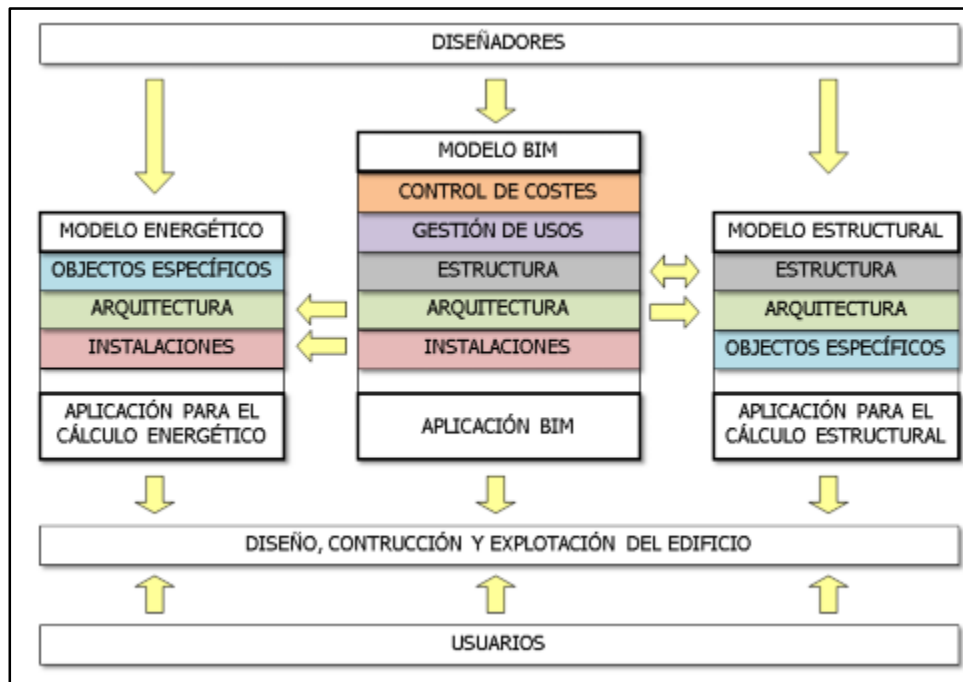 DISEÑADORES
MODELO BIM
CONTROL DE COSTES
GESTIÓN DE USOS
ESTRUCTURA
ARQUITECTURA
INSTALACIONES
APLICACIÓN BIM
MODELO ENERGÉTICO
OBJECTOS ESPECÍFICOS
ARQUITECTURA
INSTALACIONES
APLICACIÓN PARA EL
CÁLCULO ENERGÉTICO
MODELO ESTRUCTURAL
ESTRUCTURA
ARQUITECTURA
OBJECTOS ESPECÍFICOS
APLICACIÓN PARA EL
CÁLCULO ESTRUCTURAL
DISEÑO, CONTRUCCIÓN Y EXPLOTACIÓN DEL EDIFICIO
USUARIOS